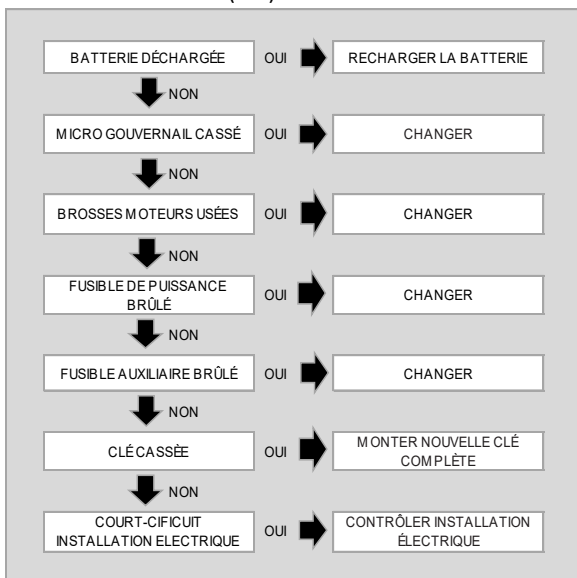 BATTERIE DÉCHARGÉE OUI RECHARGER LA BATTERIE
NON
MICRO GOUVERNAIL CASSÉ OUI CHANGER
NON
BROSSES MOTEURS USÉES OUI CHANGER
NON
FUSIBLE DE PUISSANCE
BRÛLÉ
OUI
CHANGER
NON
FUSIBLE AUXILIAIRE BRÛLÉ OUI CHANGER
NON
CLÉ CASSÈE OUI
MONTER NOUVELLE CLÉ
COMPLÈTE
NON
COURT-CIFICUIT
INSTALLATION ELECTRIQUE
OUI
CONTRÔLER INSTALLATION
ÉLECTRIQUE